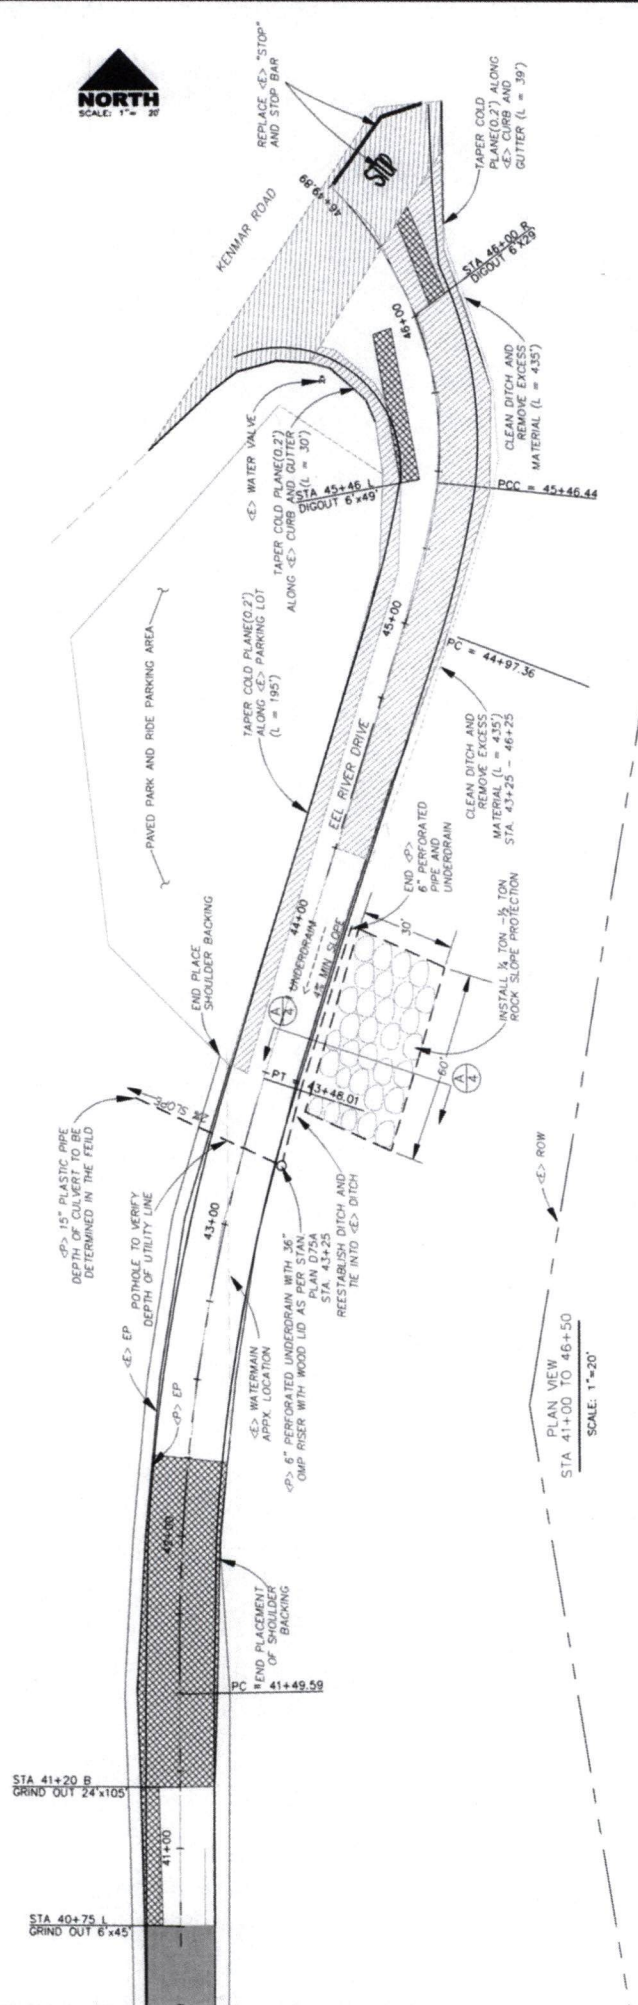 NORTH
SCALE: 1"= 20'
REPLACE <E> "STOP"
AND STOP BAR
TAPER COLD
PLANE(0.2') ALONG
<E> CURB AND
GUTTER (L = 39')
KENMAR ROAD
46+49.89
STA 46+00 R
DIGOUT 6'X29'
46+00
CLEAN DITCH AND
REMOVE EXCESS
MATERIAL (L = 435')
<E> WATER VALVE
TAPER COLD PLANE(0.2')
ALONG <E> CURB AND GUTTER
(L = 30')
STA 45+46 L
DIGOUT 6'x49'
PCC = 45+46.44
45+00
PC = 44+97.36
PAVED PARK AND RIDE PARKING AREA
TAPER COLD PLANE(0.2')
ALONG <E> PARKING LOT
(L = 195')
EEL RIVER DRIVE
CLEAN DITCH AND
REMOVE EXCESS
MATERIAL (L = 435')
STA. 43+25 - 46+25
END <P>
6" PERFORATED
PIPE AND
UNDERDRAIN
44+00
UNDERDRAIN
4% MIN SLOPE
30'
INSTALL ¼ TON -½ TON
ROCK SLOPE PROTECTION
60'
END PLACE
SHOULDER BACKING
A
4
A
4
PT = 43+48.01
SLOPE
<P> 15" PLASTIC PIPE
DEPTH OF CULVERT TO BE
DETERMINED IN THE FEILD
POTHOLE TO VERIFY
DEPTH OF UTILITY LINE
43+00
REESTABLISH DITCH AND
TIE INTO <E> DITCH
<P> 6" PERFORATED UNDERDRAIN WITH 36"
OMP RISER WITH WOOD LID AS PER STAN.
PLAN D75A
STA. 43+25
<E> WATERMAIN
APPX. LOCATION
<E> ROW
<E> EP
<P> EP
PLAN VIEW
STA 41+00 TO 46+50
SCALE: 1"=20'
42+00
END PLACEMENT
OF SHOULDER
BACKING
PC = 41+49.59
STA 41+20 B
GRIND OUT 24'x105'
41+00
STA 40+75 L
GRIND OUT 6'x45'